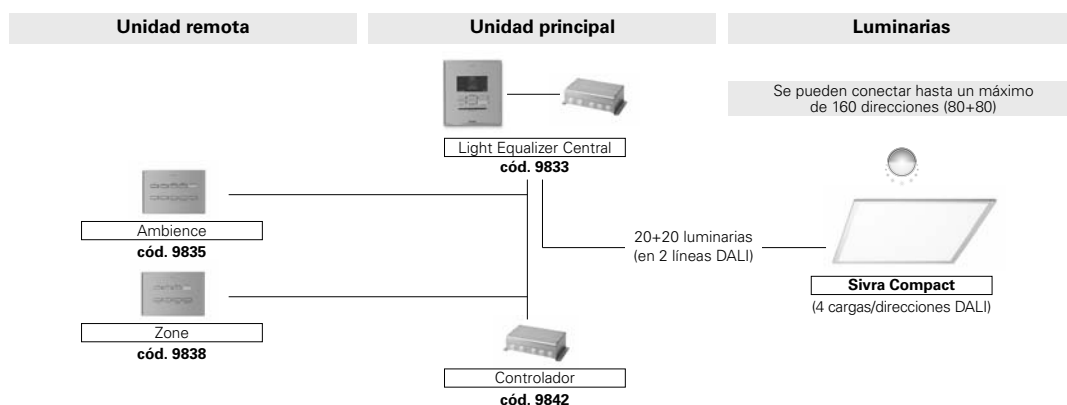 Unidad remota
Unidad principal
Luminarias
Se pueden conectar hasta un máximo
de 160 direcciones (80+80)
Light Equalizer Central
cód. 9833
Ambience
cód. 9835
20+20 luminarias
(en 2 líneas DALI)
Sivra Compact
(4 cargas/direcciones DALI)
Zone
cód. 9838
Controlador
cód. 9842